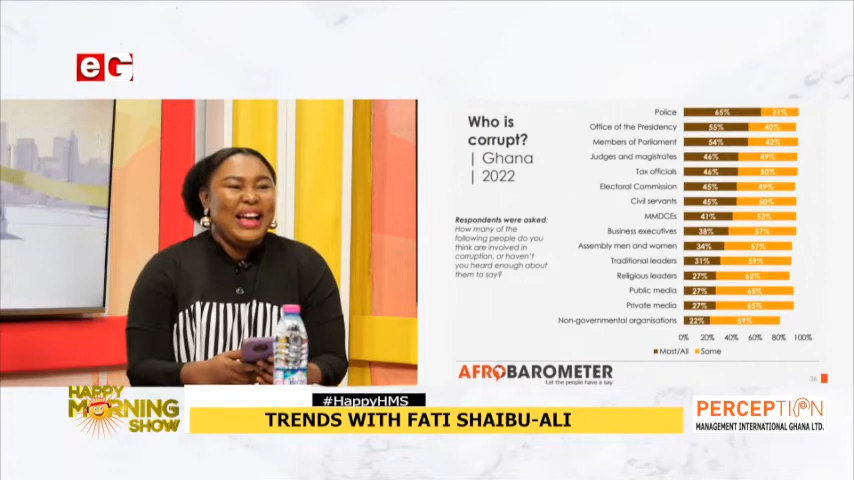 eG
Who is
corrupt?
| Ghana
| 2022
Respondents were asked:
How many of the
following people do you
think are involved in
corruption, or haven't
you heard enough about
them to say?
Police 65% 31%
Office of the Presidency 55% 40%
Members of Parliament 54% 42%
Judges and magistrates 46% 49%
Tax officials 46% 50%
Electoral Commission 45% 49%
Civil servants 45% 50%
MMDCEs 41% 53%
Business executives 38% 57%
Assembly men and women 34% 57%
Traditional leaders 31% 59%
Religious leaders 27% 62%
Public media 27% 65%
Private media 27% 65%
Non-governmental organisations 22% 59%
0% 20% 40% 60% 80% 100%
Most/All Some
AFROBAROMETER
Let the people have a say
36
HAPPY
MORNING
SHOW
#HappyHMS
TRENDS WITH FATI SHAIBU-ALI
PERCEPTION
MANAGEMENT INTERNATIONAL GHANA LTD.